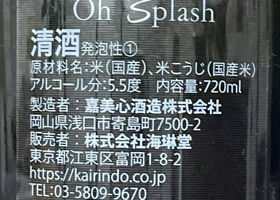 Oh Splash
清酒 発泡性①
原材料名：米（国産）、米こうじ（国産米）
アルコール分：5.5度　内容量：720ml
製造者：嘉美心酒造株式会社
岡山県浅口市寄島町7500-2
販売者：株式会社海琳堂
東京都江東区富岡1-8-2
https://kairindo.co.jp
TEL：03-5809-9670